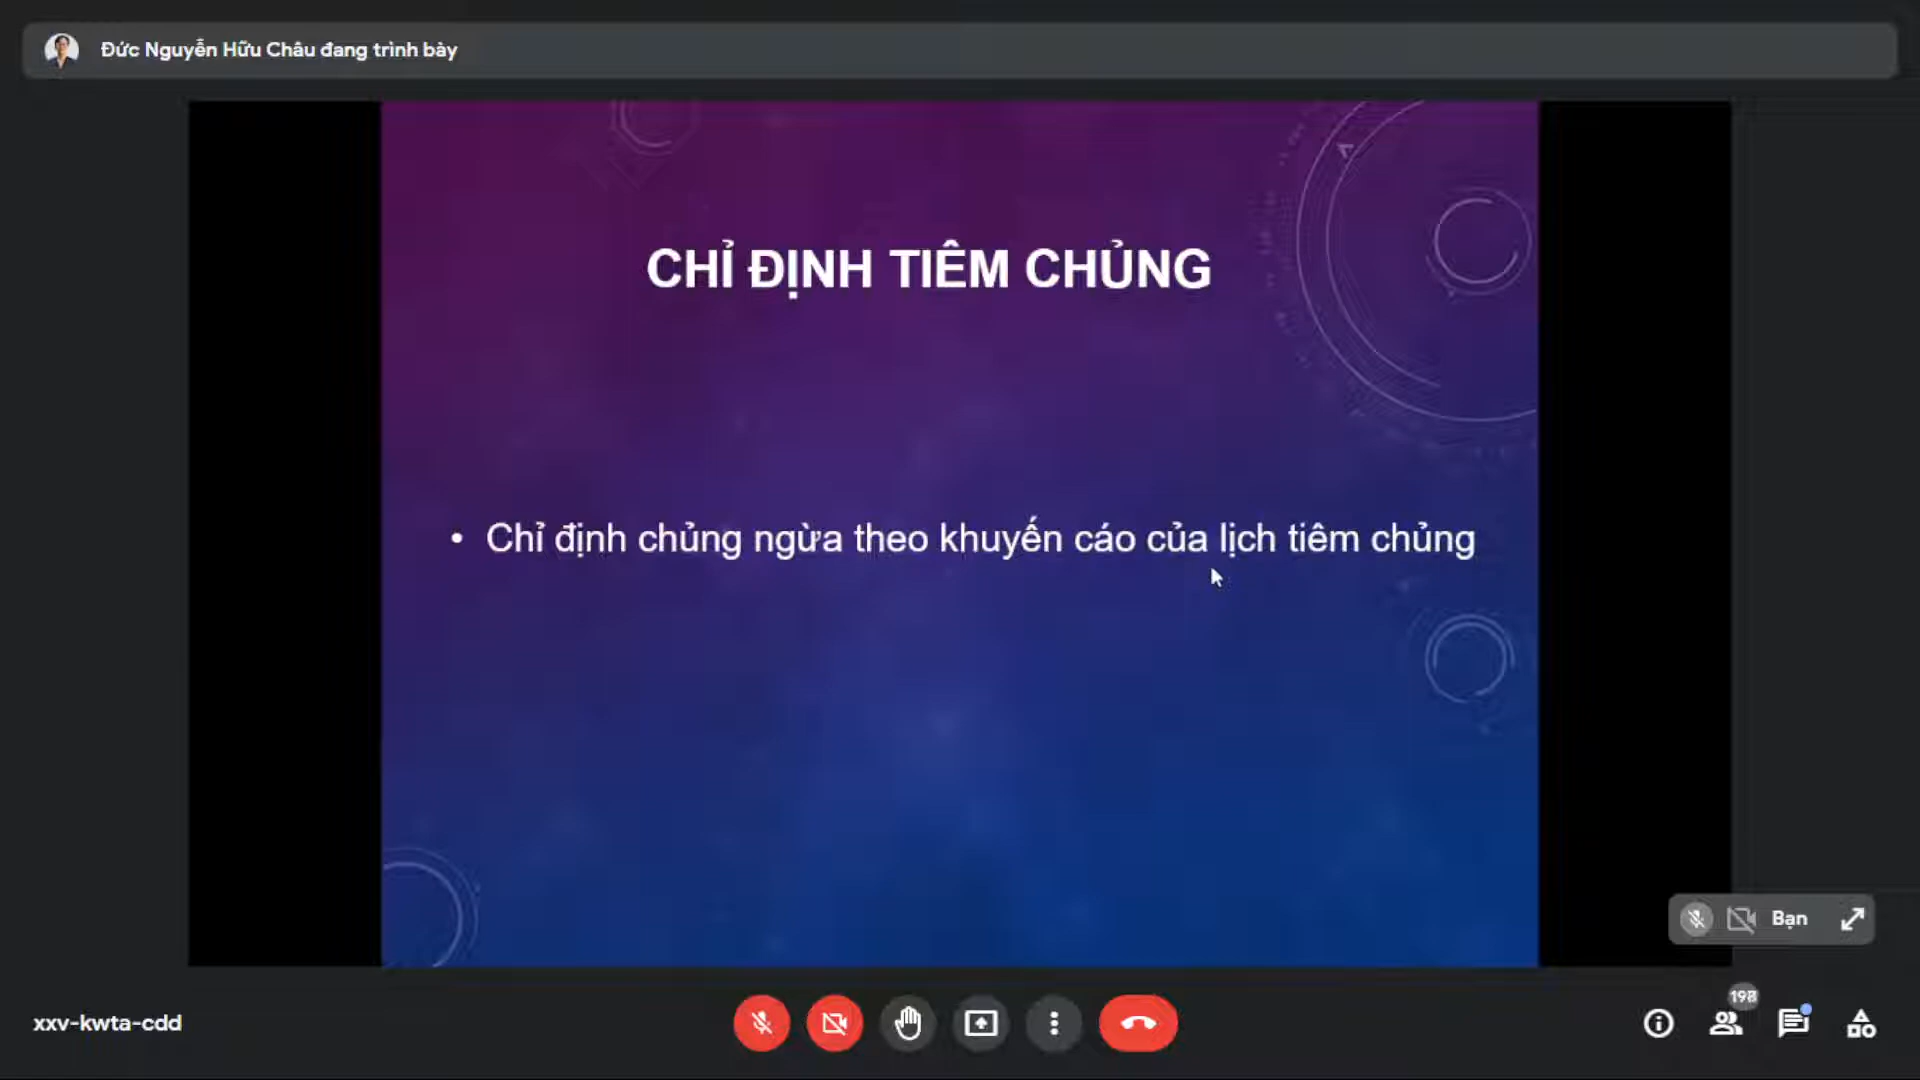 Đức Nguyễn Hữu Châu đang trình bày
CHỈ ĐỊNH TIÊM CHỦNG
• Chỉ định chủng ngừa theo khuyến cáo của lịch tiêm chủng
Bạn
198
xxv-kwta-cdd